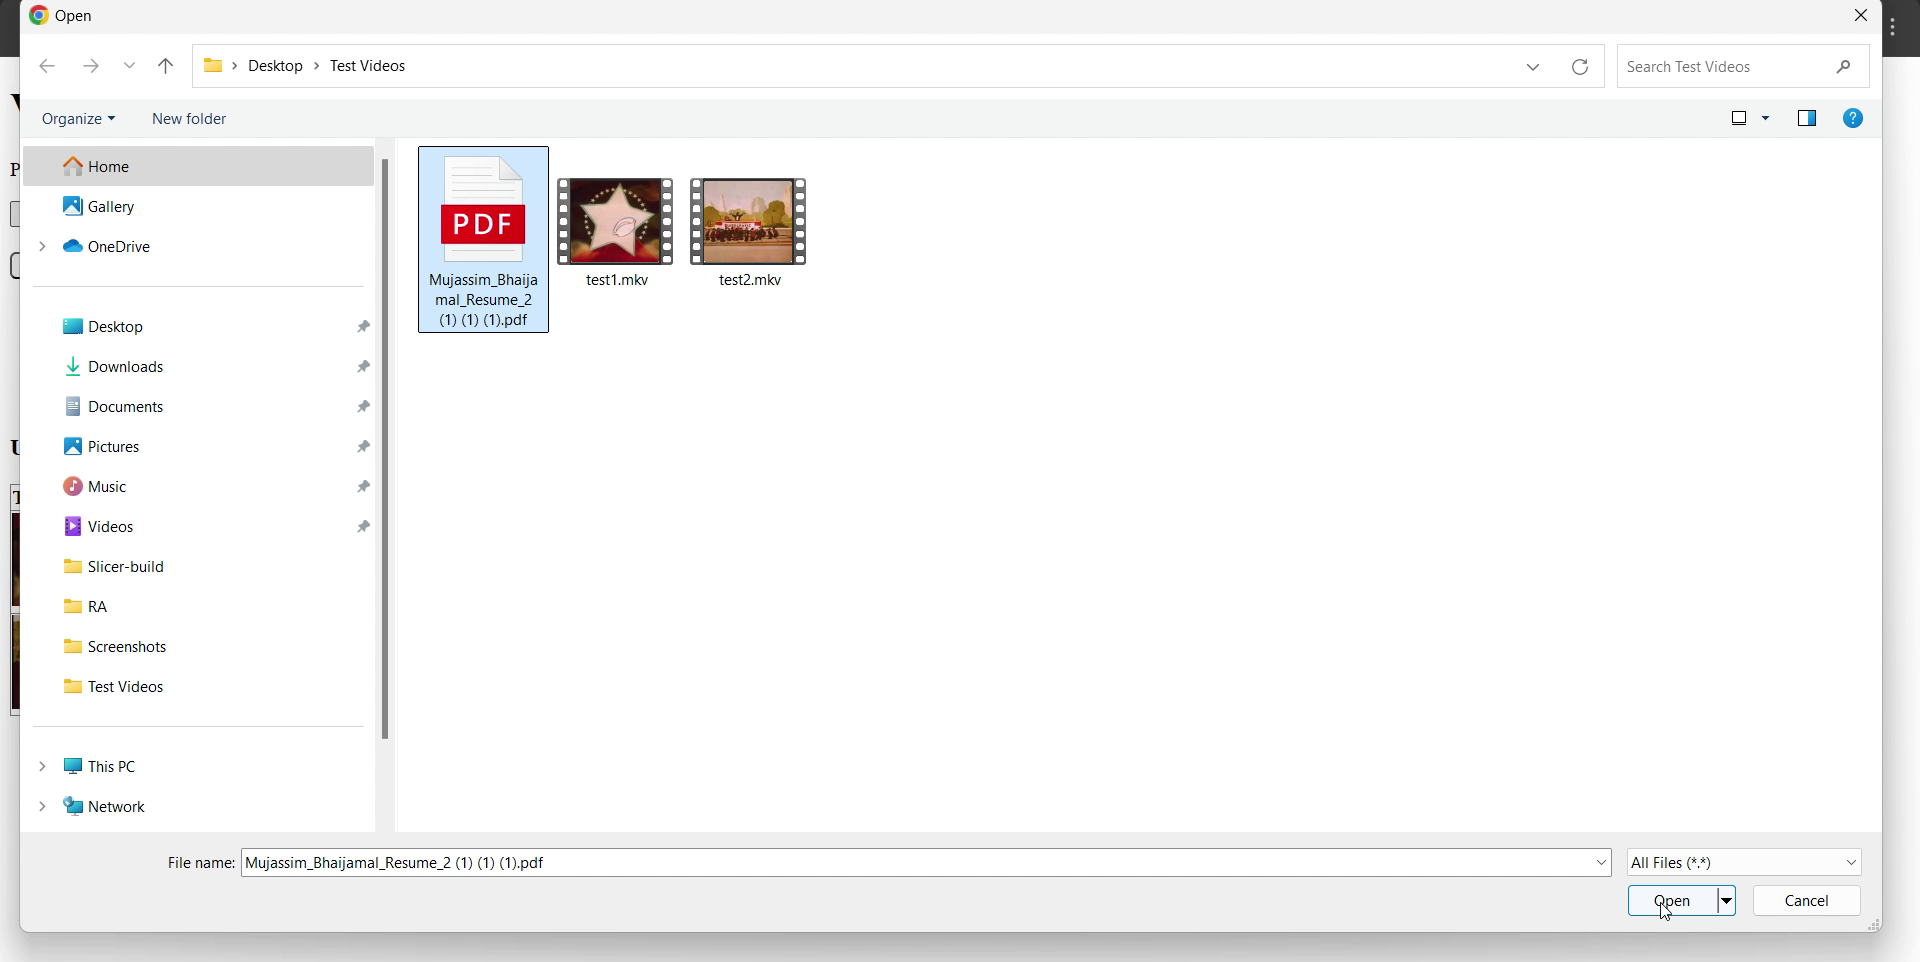 Open
Desktop
Test Videos
Search Test Videos
Organize
New folder
Home
Gallery
OneDrive
Desktop
Downloads
Documents
Pictures
Music
Videos
Slicer-build
RA
Screenshots
Test Videos
This PC
Network
PDF
Mujassim_Bhaija
mal_Resume_2
(1) (1) (1).pdf
test1.mkv
test2.mkv
File name: Mujassim_Bhaijamal_Resume_2 (1) (1) (1).pdf
All Files (*.*)
Open
Cancel